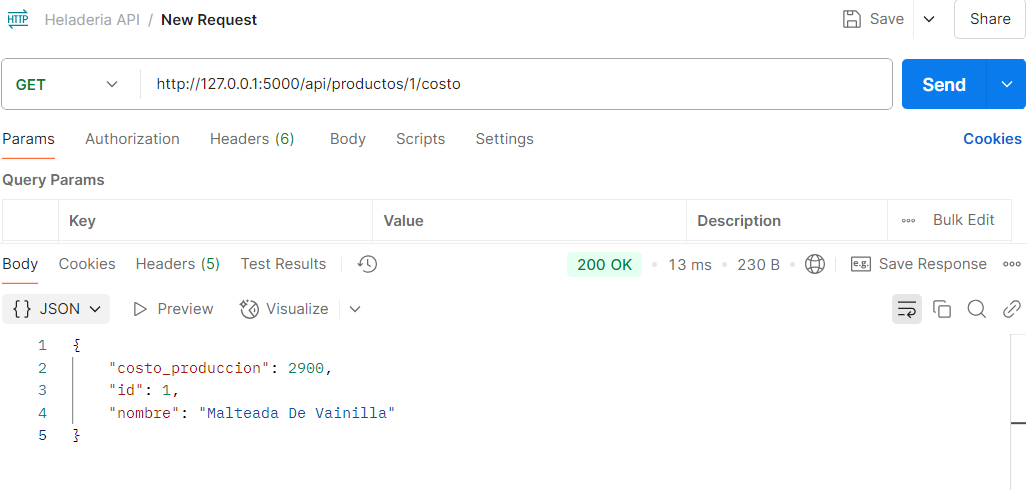 HTTP Heladeria API / New Request Save Share
GET http://127.0.0.1:5000/api/productos/1/costo Send
Params Authorization Headers (6) Body Scripts Settings Cookies
Query Params
Key Value Description Bulk Edit
Body Cookies Headers (5) Test Results 200 OK 13 ms 230 B e.g. Save Response
{} JSON Preview Visualize
1 {
2 "costo_produccion": 2900,
3 "id": 1,
4 "nombre": "Malteada De Vainilla"
5 }